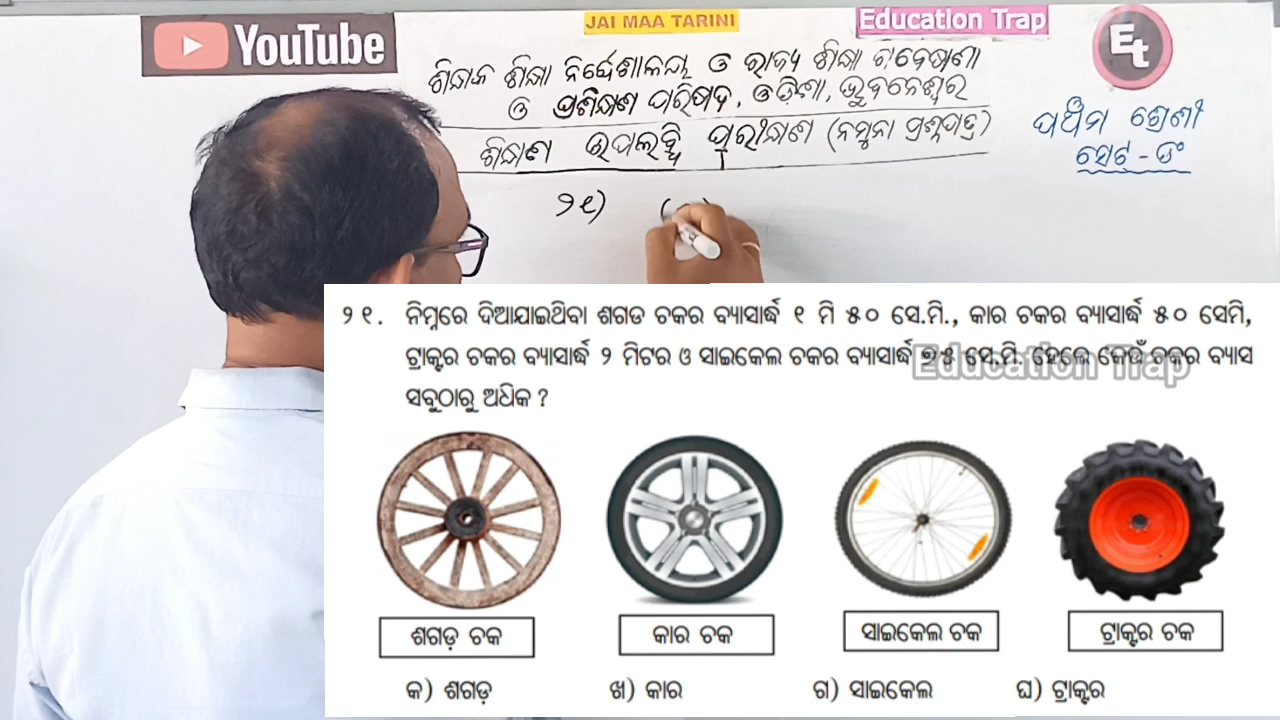 YouTube
JAI MAA TARINI
Education Trap
Et
ଶିକ୍ଷକ ଶିକ୍ଷା ନିର୍ଦ୍ଦେଶାଳୟ ଓ ରାଜ୍ୟ ଶିକ୍ଷା ଗବେଷଣା
ଓ ପ୍ରଶିକ୍ଷଣ ପରିଷଦ, ଓଡ଼ିଶା, ଭୁବନେଶ୍ୱର
ଶିକ୍ଷଣ ଉପଲବ୍ଧି ପରୀକ୍ଷଣ (ନମୁନା ପ୍ରଶ୍ନପତ୍ର)
ପଞ୍ଚମ ଶ୍ରେଣୀ
ସେଟ - ଙ
୨୧)
୨୧. ନିମ୍ନରେ ଦିଆଯାଇଥିବା ଶଗଡ ଚକର ବ୍ୟାସାର୍ଦ୍ଧ ୧ ମି ୫୦ ସେ.ମି., କାର ଚକର ବ୍ୟାସାର୍ଦ୍ଧ ୫୦ ସେମି,
ଟ୍ରାକ୍ଟର ଚକର ବ୍ୟାସାର୍ଦ୍ଧ ୨ ମିଟର ଓ ସାଇକେଲ ଚକର ବ୍ୟାସାର୍ଦ୍ଧ ୭୫ ସେ.ମି. ହେଲେ କେଉଁ ଚକର ବ୍ୟାସ
Education Trap
ସବୁଠାରୁ ଅଧିକ ?
ଶଗଡ଼ ଚକ କାର ଚକ ସାଇକେଲ ଚକ ଟ୍ରାକ୍ଟର ଚକ
କ) ଶଗଡ଼ ଖ) କାର ଗ) ସାଇକେଲ ଘ) ଟ୍ରାକ୍ଟର